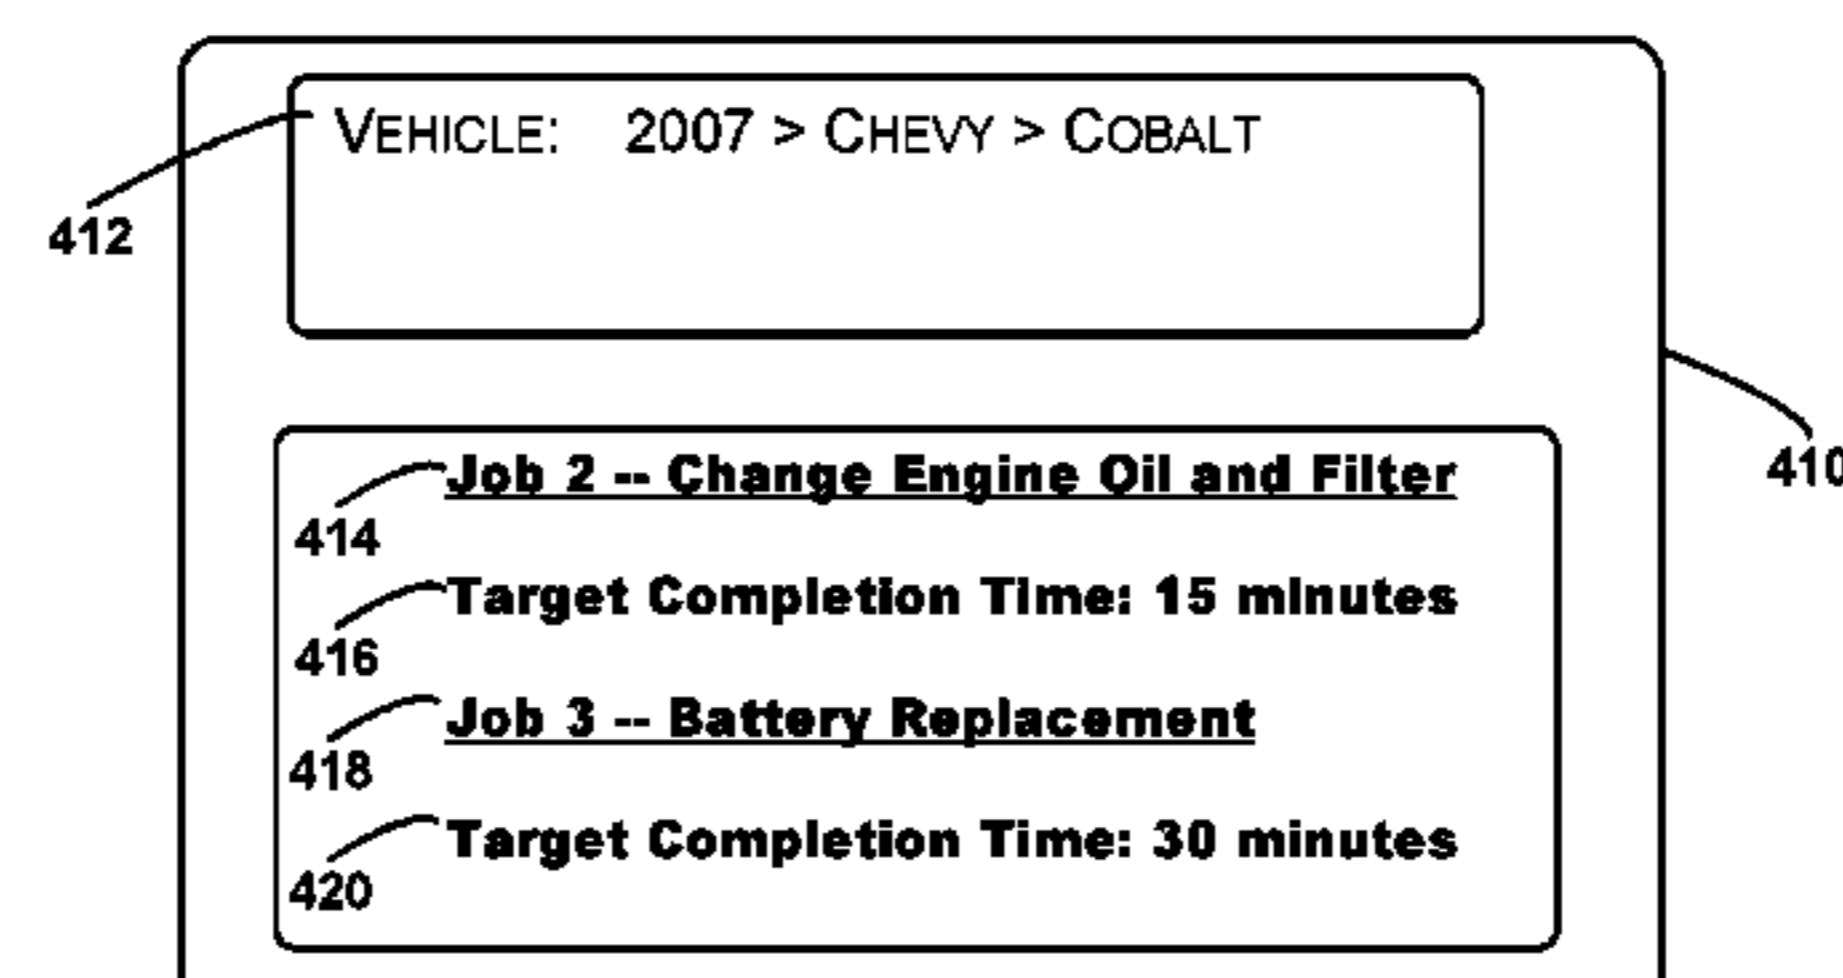 VEHICLE: 2007 > CHEVY > COBALT
412
410
Job 2 -- Change Engine Oil and Filter
414
Target Completion Time: 15 minutes
416
Job 3 -- Battery Replacement
418
Target Completion Time: 30 minutes
420